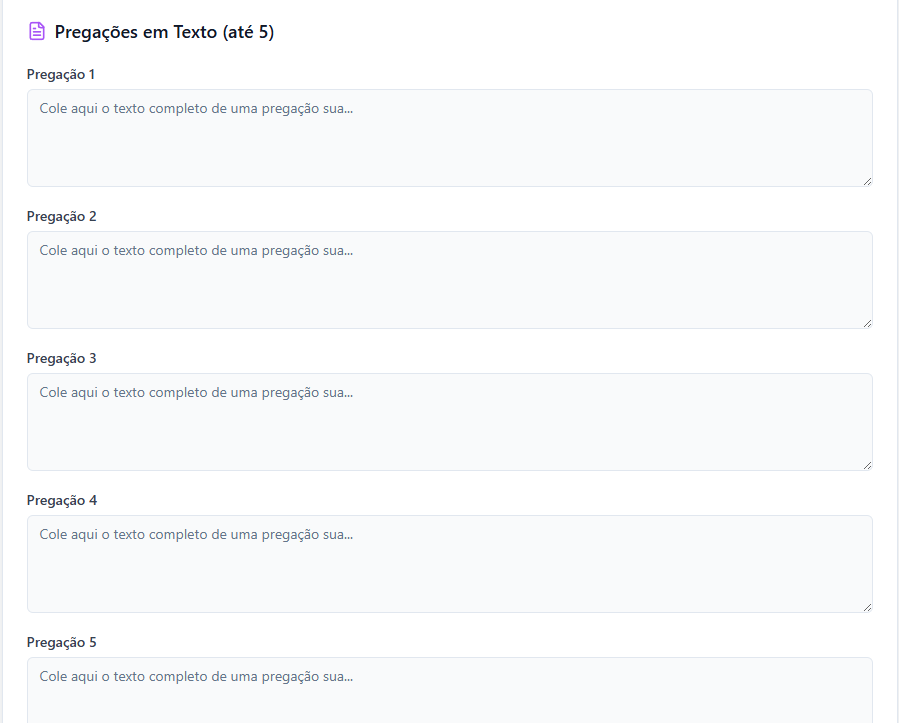 Pregações em Texto (até 5)
Pregação 1
Cole aqui o texto completo de uma pregação sua...
Pregação 2
Cole aqui o texto completo de uma pregação sua...
Pregação 3
Cole aqui o texto completo de uma pregação sua...
Pregação 4
Cole aqui o texto completo de uma pregação sua...
Pregação 5
Cole aqui o texto completo de uma pregação sua...